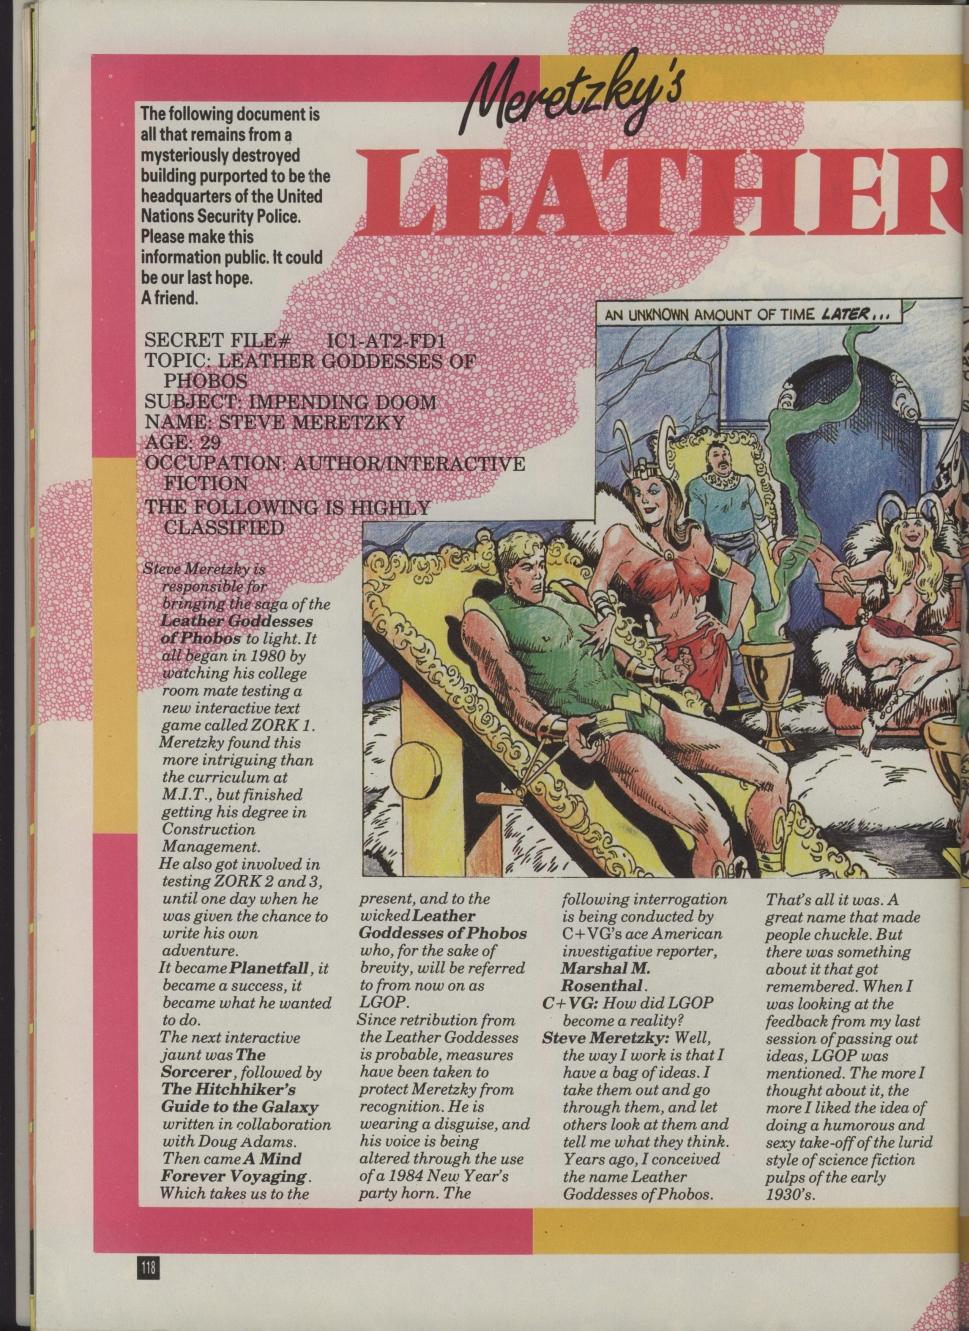 Meretzky's
LEATHER
The following document is
all that remains from a
mysteriously destroyed
building purported to be the
headquarters of the United
Nations Security Police.
Please make this
information public. It could
be our last hope.
A friend.
SECRET FILE# IC1-AT2-FD1
TOPIC: LEATHER GODDESSES OF
PHOBOS
SUBJECT: IMPENDING DOOM
NAME: STEVE MERETZKY
AGE: 29
OCCUPATION: AUTHOR/INTERACTIVE
FICTION
THE FOLLOWING IS HIGHLY
CLASSIFIED
AN UNKNOWN AMOUNT OF TIME LATER...
Steve Meretzky is
responsible for
bringing the saga of the
Leather Goddesses
of Phobos to light. It
all began in 1980 by
watching his college
room mate testing a
new interactive text
game called ZORK 1.
Meretzky found this
more intriguing than
the curriculum at
M.I.T., but finished
getting his degree in
Construction
Management.
He also got involved in
testing ZORK 2 and 3,
until one day when he
was given the chance to
write his own
adventure.
It became Planetfall, it
became a success, it
became what he wanted
to do.
The next interactive
jaunt was The
Sorcerer, followed by
The Hitchhiker's
Guide to the Galaxy
written in collaboration
with Doug Adams.
Then came A Mind
Forever Voyaging.
Which takes us to the
present, and to the
wicked Leather
Goddesses of Phobos
who, for the sake of
brevity, will be referred
to from now on as
LGOP.
Since retribution from
the Leather Goddesses
is probable, measures
have been taken to
protect Meretzky from
recognition. He is
wearing a disguise, and
his voice is being
altered through the use
of a 1984 New Year's
party horn. The
following interrogation
is being conducted by
C+VG's ace American
investigative reporter,
Marshal M.
Rosenthal.
C+VG: How did LGOP
become a reality?
Steve Meretzky: Well,
the way I work is that I
have a bag of ideas. I
take them out and go
through them, and let
others look at them and
tell me what they think.
Years ago, I conceived
the name Leather
Goddesses of Phobos.
That's all it was. A
great name that made
people chuckle. But
there was something
about it that got
remembered. When I
was looking at the
feedback from my last
session of passing out
ideas, LGOP was
mentioned. The more I
thought about it, the
more I liked the idea of
doing a humorous and
sexy take-off of the lurid
style of science fiction
pulps of the early
1930's.
118